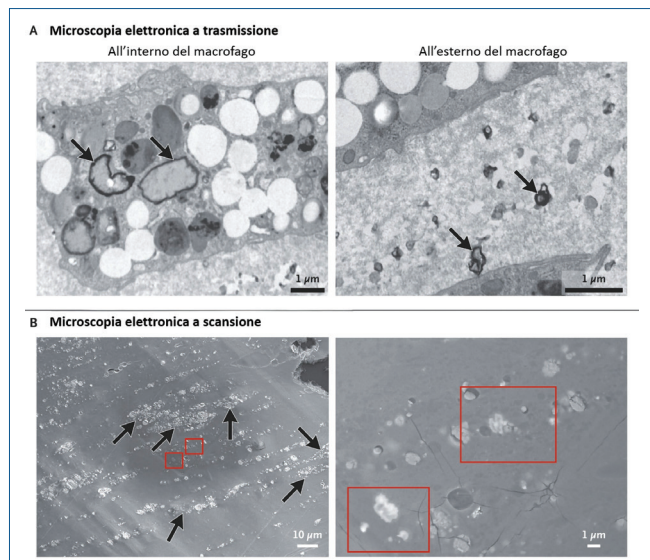 A Microscopia elettronica a trasmissione
All'interno del macrofago
All'esterno del macrofago
1 μm
1 μm
B Microscopia elettronica a scansione
10 μm
1 μm